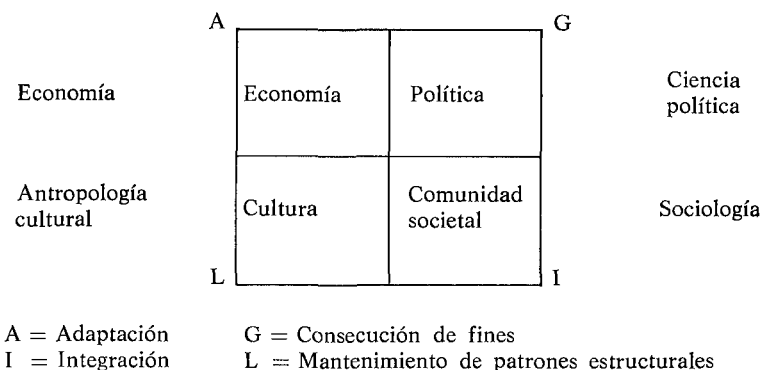 A G
Economía Economía Política Ciencia
política
Antropología
cultural Cultura Comunidad
societal Sociología
L I
A = Adaptación G = Consecución de fines
I = Integración L = Mantenimiento de patrones estructurales